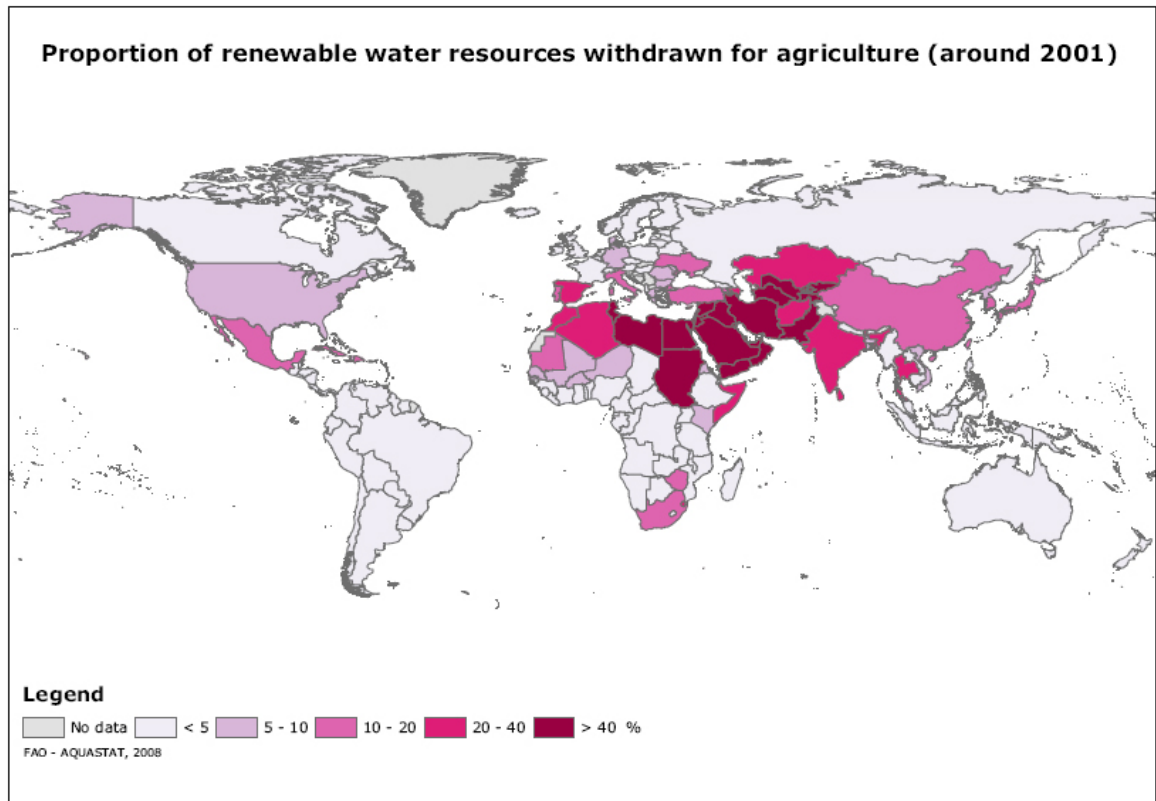 Proportion of renewable water resources withdrawn for agriculture (around 2001)
Legend
No data < 5 5 - 10 10 - 20 20 - 40 > 40 %
FAO - AQUASTAT, 2008